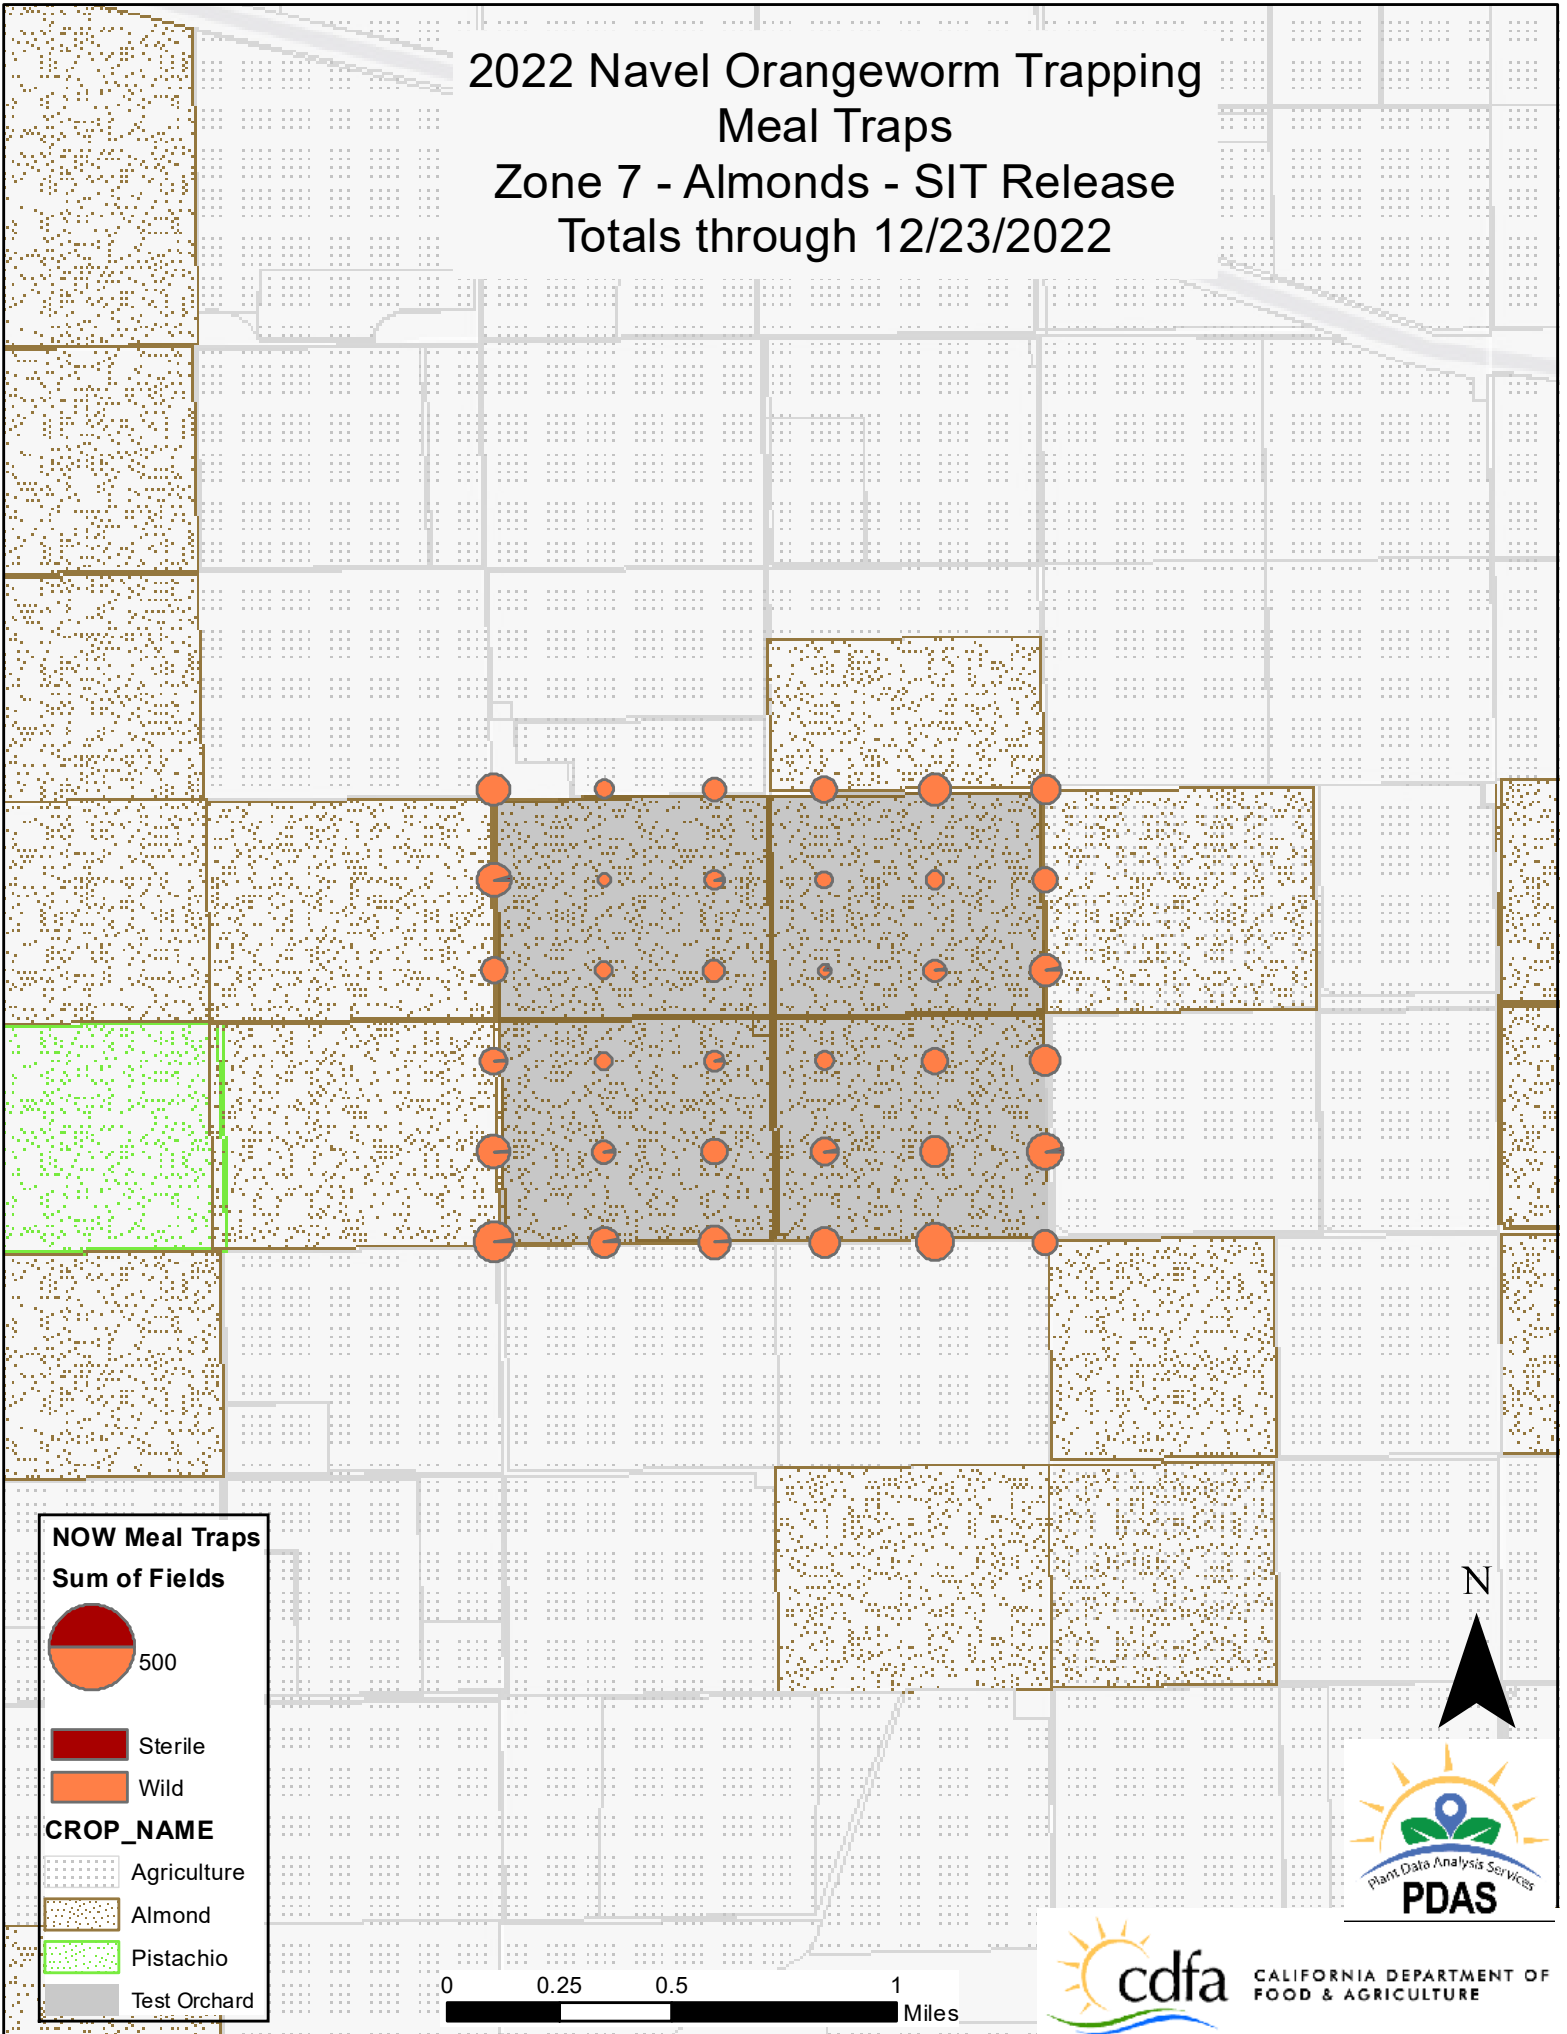 2022 Navel Orangeworm Trapping
Meal Traps
Zone 7 - Almonds - SIT Release
Totals through 12/23/2022
NOW Meal Traps
Sum of Fields
500
Sterile
Wild
CROP_NAME
Agriculture
Almond
Pistachio
Test Orchard
0 0.25 0.5 1
Miles
N
Plant Data Analysis Services
PDAS
cdfa
CALIFORNIA DEPARTMENT OF
FOOD & AGRICULTURE